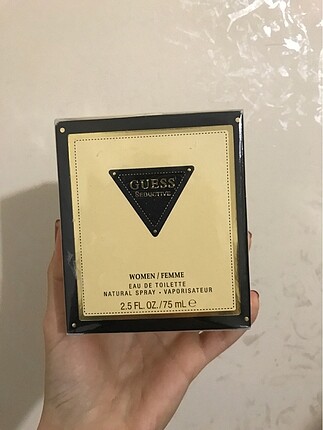 GUESS
SEDUCTIVE
WOMEN / FEMME
EAU DE TOILETTE
NATURAL SPRAY • VAPORISATEUR
2.5 FL. OZ./75 mL ℮